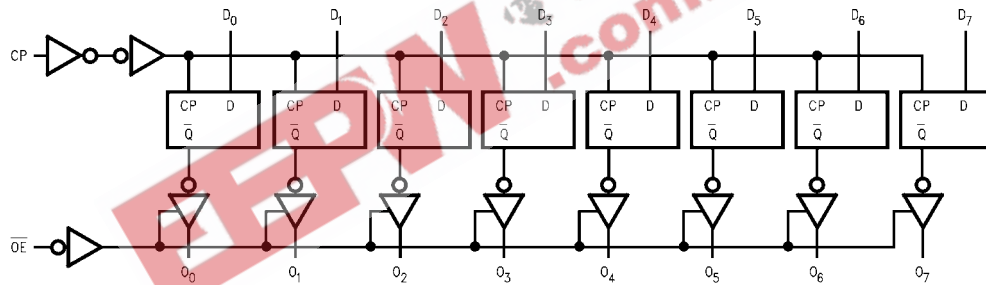 D0 D1 D2 D3 D4 D5 D6 D7
CP
CP D CP D CP D CP D CP D CP D CP D CP D
Q̅ Q̅ Q̅ Q̅ Q̅ Q̅ Q̅ Q̅
O̅E̅
O0 O1 O2 O3 O4 O5 O6 O7
EEPW
.com